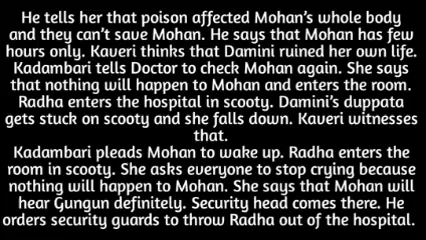 He tells her that poison affected Mohan's whole body
and they can't save Mohan. He says that Mohan has few
hours only. Kaveri thinks that Damini ruined her own life.
Kadambari tells Doctor to check Mohan again. She says
that nothing will happen to Mohan and enters the room.
Radha enters the hospital in scooty. Damini's duppata
gets stuck on scooty and she falls down. Kaveri witnesses
that.
Kadambari pleads Mohan to wake up. Radha enters the
room in scooty. She asks everyone to stop crying because
nothing will happen to Mohan. She says that Mohan will
hear Gungun definitely. Security head comes there. He
orders security guards to throw Radha out of the hospital.